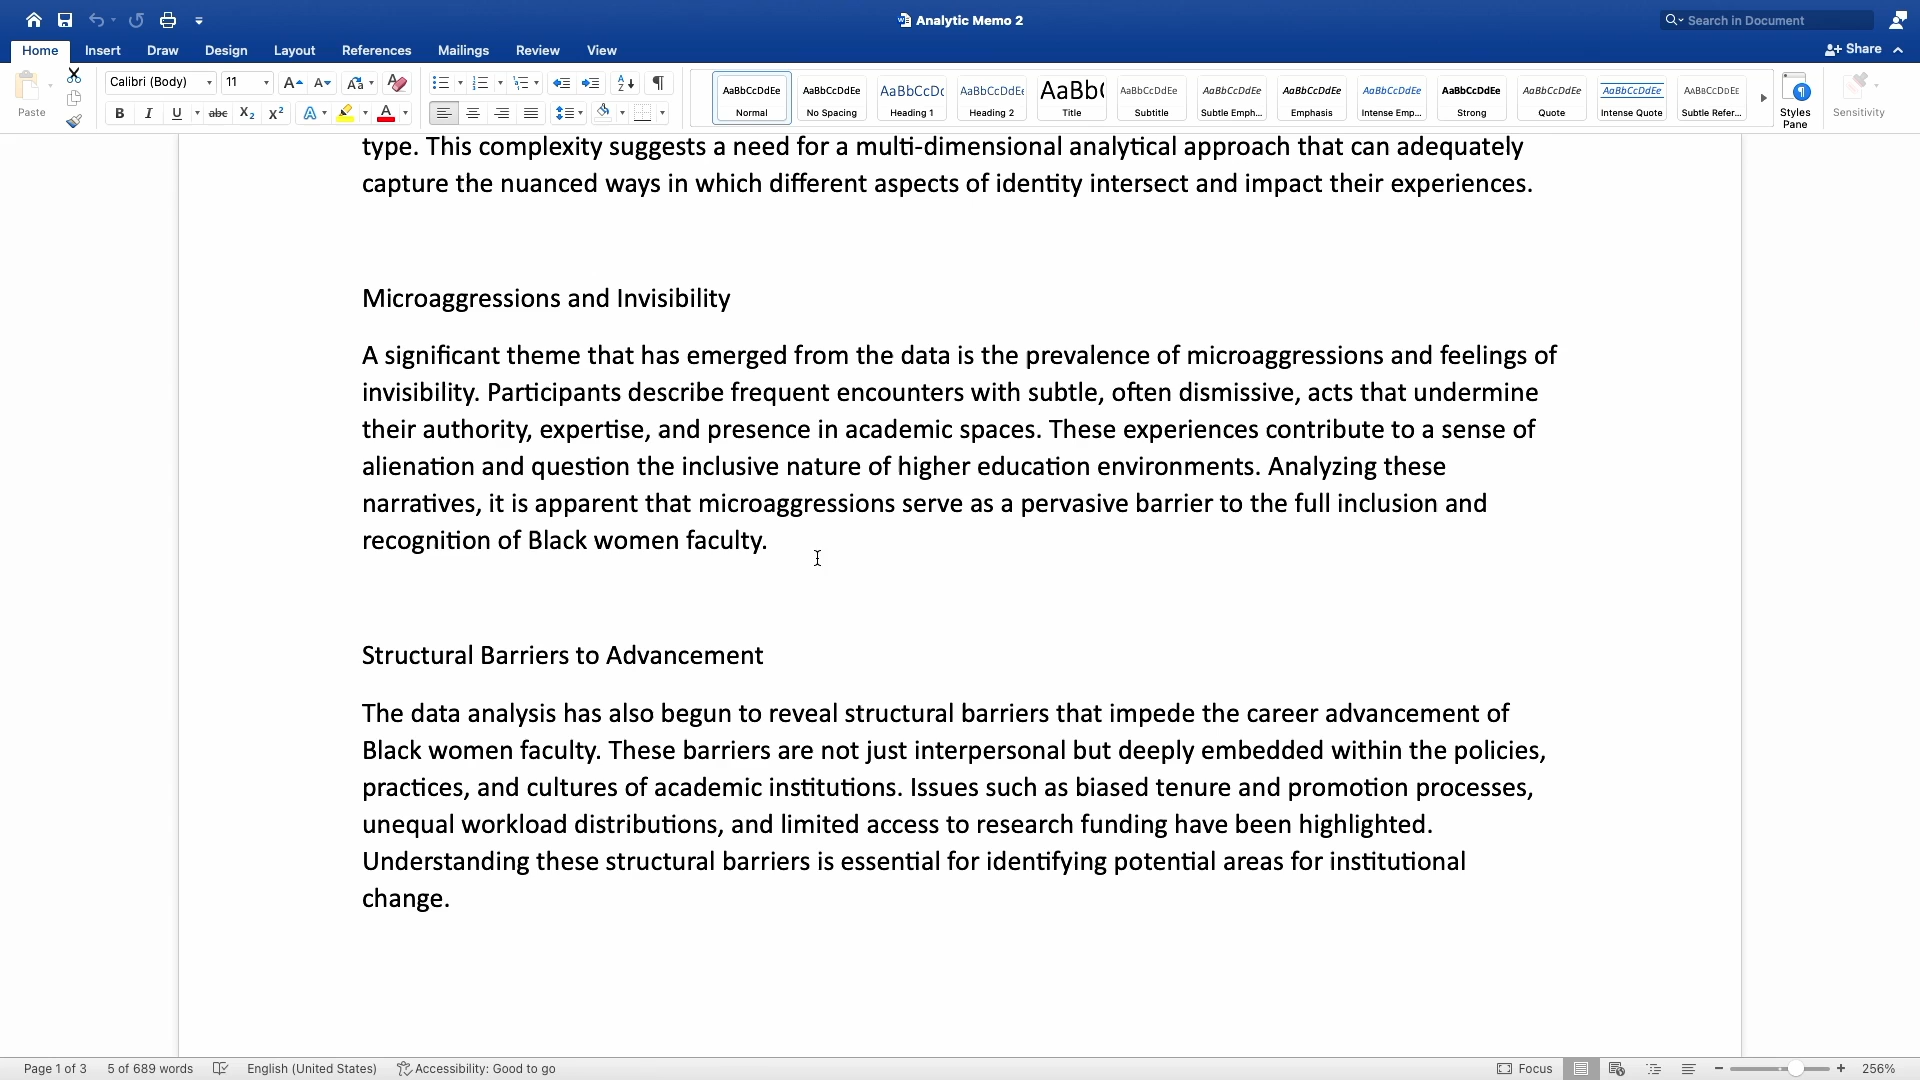 Analytic Memo 2
Search in Document
Home Insert Draw Design Layout References Mailings Review View
Share
Paste
Calibri (Body) 11
AaBbCcDdEe Normal
AaBbCcDdEe No Spacing
AaBbCcDc Heading 1
AaBbCcDdEe Heading 2
AaBb( Title
AaBbCcDdEe Subtitle
AaBbCcDdEe Subtle Emph...
AaBbCcDdEe Emphasis
AaBbCcDdEe Intense Emp...
AaBbCcDdEe Strong
AaBbCcDdEe Quote
AaBbCcDdEe Intense Quote
AaBbCcDdEe Subtle Refer...
Styles Pane
Sensitivity
type. This complexity suggests a need for a multi-dimensional analytical approach that can adequately
capture the nuanced ways in which different aspects of identity intersect and impact their experiences.
Microaggressions and Invisibility
A significant theme that has emerged from the data is the prevalence of microaggressions and feelings of
invisibility. Participants describe frequent encounters with subtle, often dismissive, acts that undermine
their authority, expertise, and presence in academic spaces. These experiences contribute to a sense of
alienation and question the inclusive nature of higher education environments. Analyzing these
narratives, it is apparent that microaggressions serve as a pervasive barrier to the full inclusion and
recognition of Black women faculty.
Structural Barriers to Advancement
The data analysis has also begun to reveal structural barriers that impede the career advancement of
Black women faculty. These barriers are not just interpersonal but deeply embedded within the policies,
practices, and cultures of academic institutions. Issues such as biased tenure and promotion processes,
unequal workload distributions, and limited access to research funding have been highlighted.
Understanding these structural barriers is essential for identifying potential areas for institutional
change.
Page 1 of 3 5 of 689 words English (United States) Accessibility: Good to go Focus 256%